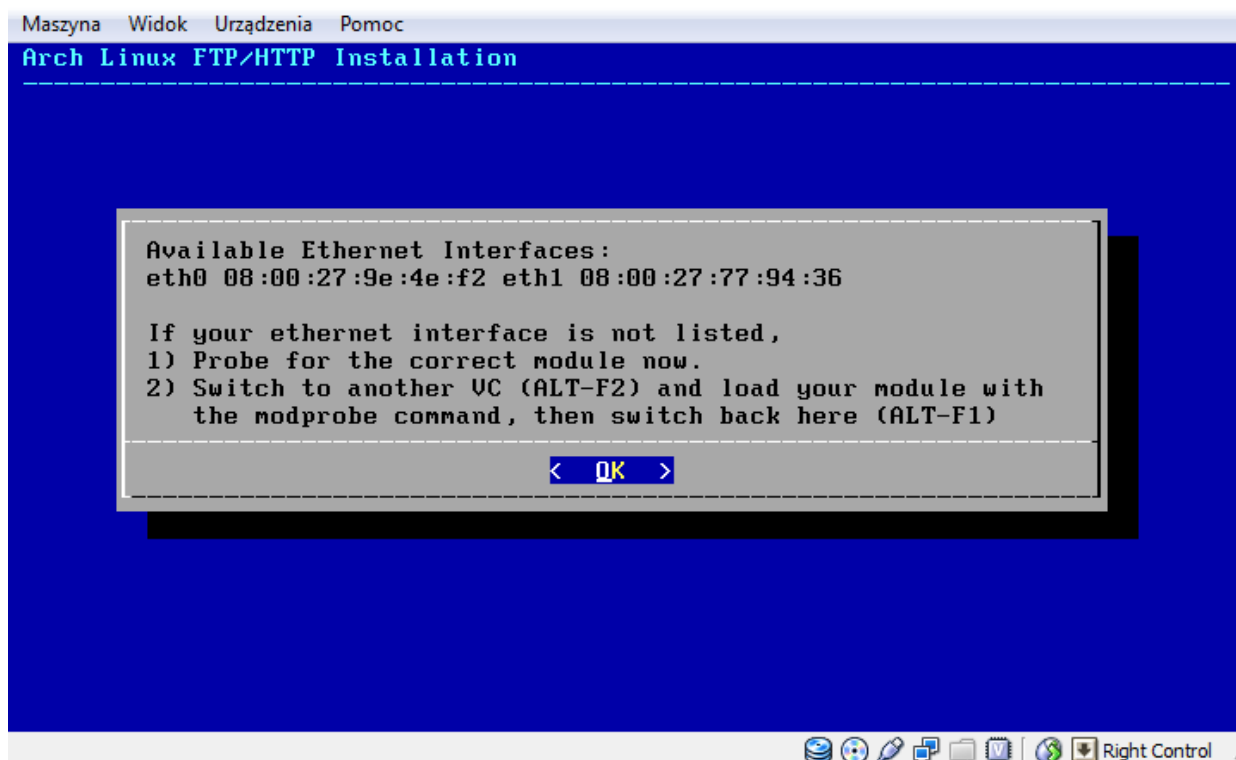 Maszyna Widok Urządzenia Pomoc
Arch Linux FTP/HTTP Installation
Available Ethernet Interfaces:
eth0 08:00:27:9e:4e:f2 eth1 08:00:27:77:94:36
If your ethernet interface is not listed,
1) Probe for the correct module now.
2) Switch to another VC (ALT-F2) and load your module with
the modprobe command, then switch back here (ALT-F1)
< OK >
Right Control